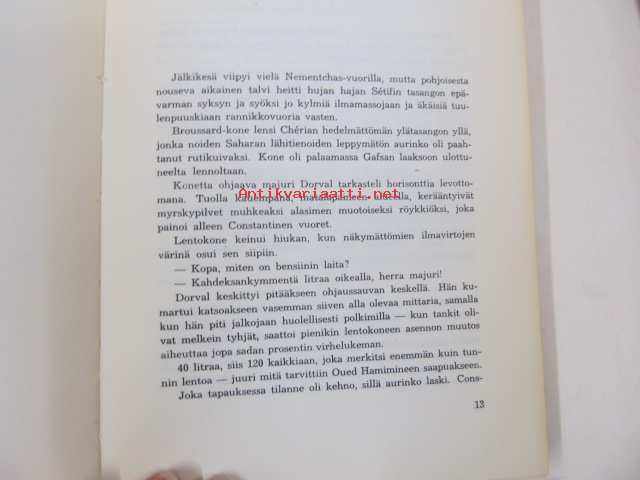 Jälkikesä viipyi vielä Nementchas-vuorilla, mutta pohjoisesta
nouseva aikainen talvi heitti hujan hajan Sétifin tasangon epä-
varman syksyn ja syöksi jo kylmiä ilmamassojaan ja äkäisiä tuu-
lenpuuskiaan rannikkovuoria vasten.
Broussard-kone lensi Chérian hedelmättömän ylätasangon yllä,
jonka noiden Saharan lähitienoiden leppymätön aurinko oli paah-
tanut rutikuivaksi. Kone oli palaamassa Gafsan laaksoon ulottu-
neelta lennoltaan.
Konetta ohjaava majuri Dorval tarkasteli horisonttia levotto-
mana. Tuolla kauempana, matalapaineen alueella, kerääntyivät
Antikvariaatti.net
myrskypilvet muhkeaksi alasimen muotoiseksi röykkiöksi, joka
painoi alleen Constantinen vuoret.
Lentokone keinui hiukan, kun näkymättömien ilmavirtojen
värinä osui sen siipiin.
— Kopa, miten on bensiinin laita?
— Kahdeksankymmentä litraa oikealla, herra majuri!
Dorval keskittyi pitääkseen ohjaussauvan keskellä. Hän ku-
martui katsoakseen vasemman siiven alla olevaa mittaria, samalla
kun hän piti jalkojaan huolellisesti polkimilla — kun tankit oli-
vat melkein tyhjät, saattoi pienikin lentokoneen asennon muutos
aiheuttaa jopa sadan prosentin virhelukeman.
40 litraa, siis 120 kaikkiaan, joka merkitsi enemmän kuin tun-
nin lentoa — juuri mitä tarvittiin Oued Hamimineen saapuakseen.
Joka tapauksessa tilanne oli kehno, sillä aurinko laski. Cons-
13